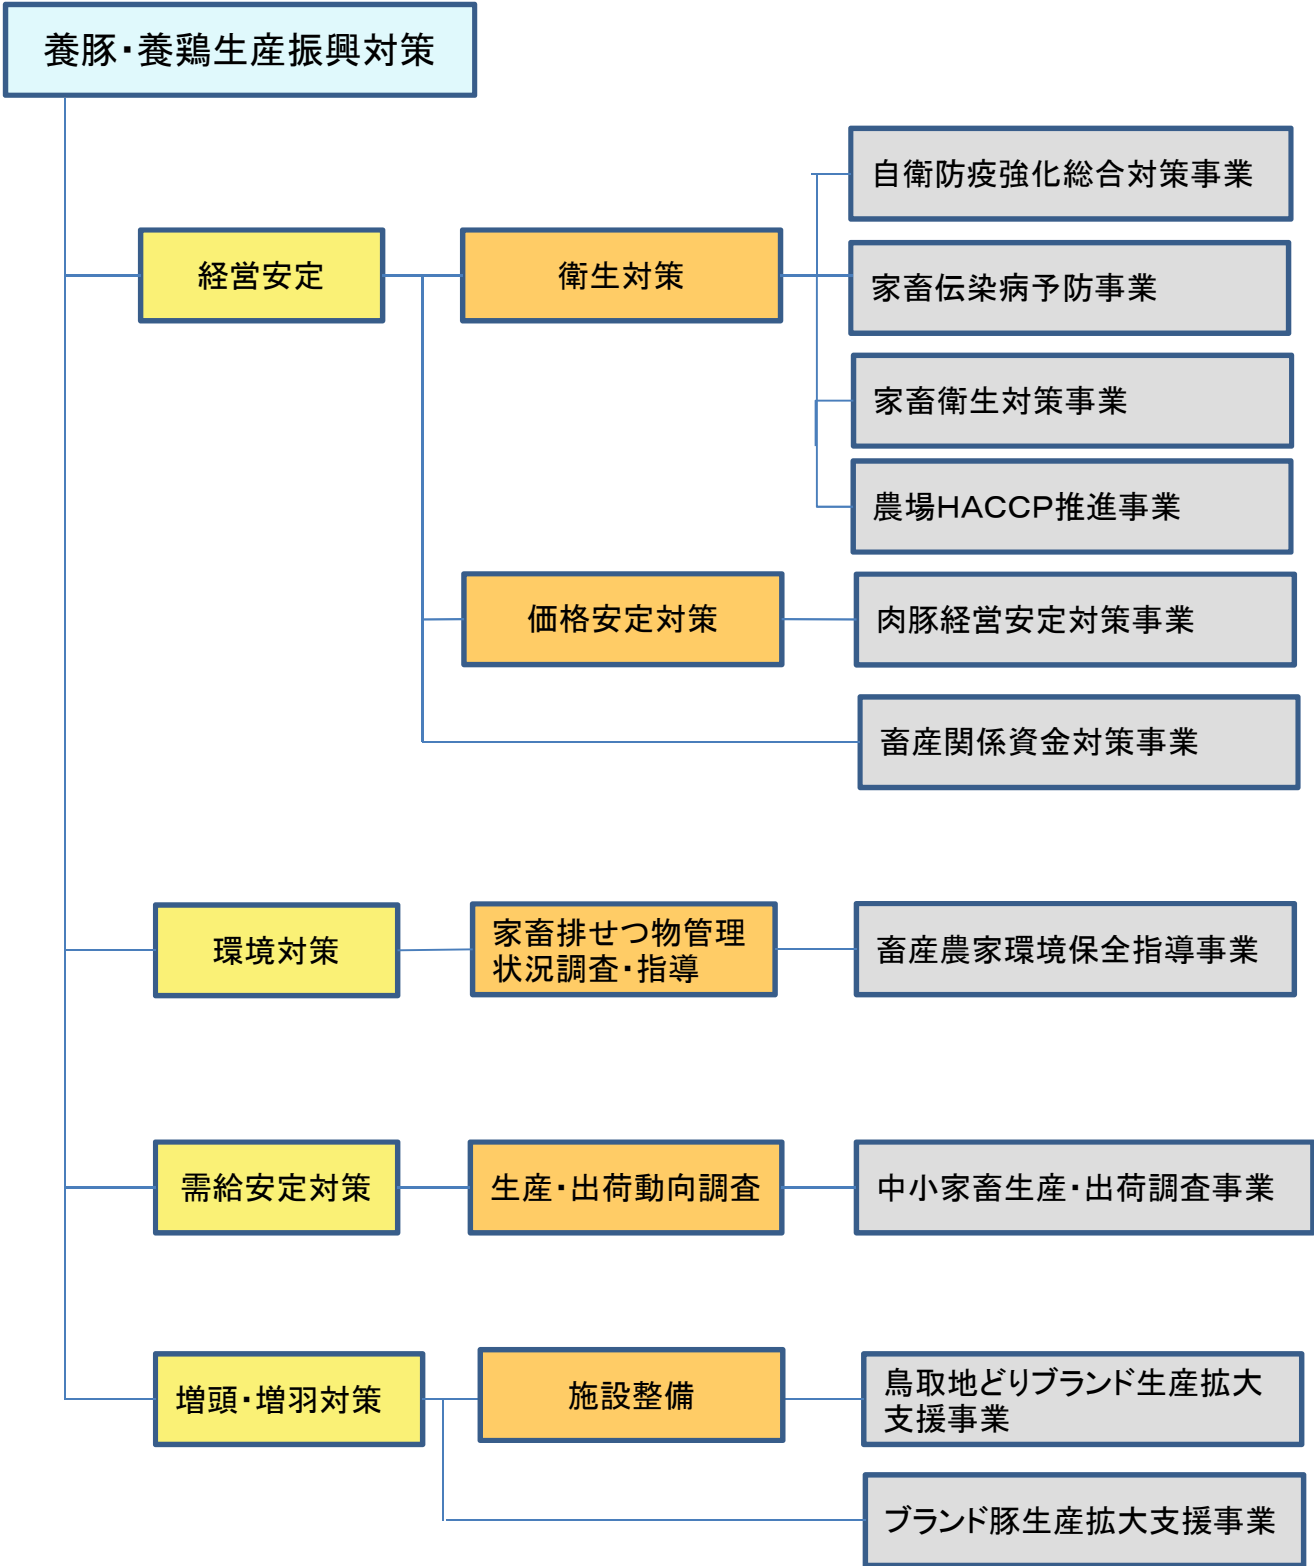 養豚・養鶏生産振興対策
自衛防疫強化総合対策事業
経営安定
衛生対策
家畜伝染病予防事業
家畜衛生対策事業
農場HACCP推進事業
価格安定対策
肉豚経営安定対策事業
畜産関係資金対策事業
環境対策
家畜排せつ物管理
状況調査・指導
畜産農家環境保全指導事業
需給安定対策
生産・出荷動向調査
中小家畜生産・出荷調査事業
増頭・増羽対策
施設整備
鳥取地どりブランド生産拡大
支援事業
ブランド豚生産拡大支援事業